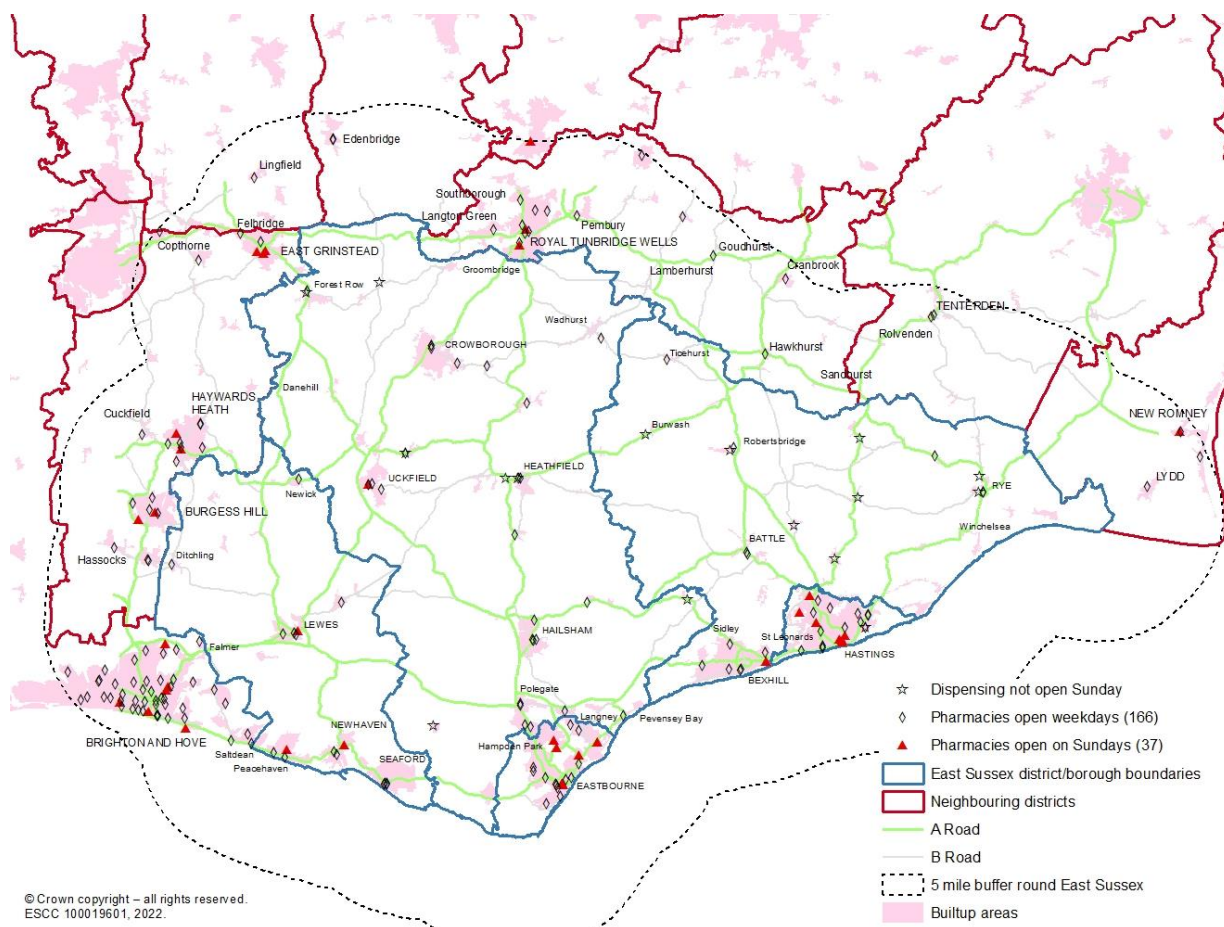 Edenbridge
Lingfield
Southborough
Langton Green
Pembury
Felbridge
Copthorne
EAST GRINSTEAD
ROYAL TUNBRIDGE WELLS
Goudhurst
Groombridge
Lamberhurst
Cranbrook
Forest Row
TENTERDEN
Wadhurst
Rolvenden
CROWBOROUGH
Ticehurst
Hawkhurst
Sandhurst
Danehill
HAYWARDS
HEATH
Cuckfield
NEW ROMNEY
Burwash
Robertsbridge
UCKFIELD
HEATHFIELD
LYDD
Newick
RYE
BURGESS HILL
Winchelsea
Hassocks
Ditchling
BATTLE
LEWES
HAILSHAM
Sidley
St Leonards
Falmer
HASTINGS
BEXHILL
Polegate
Langney
Pevensey Bay
NEWHAVEN
Hampden Park
BRIGHTON AND HOVE
Saltdean
Peacehaven
SEAFORD
EASTBOURNE
Dispensing not open Sunday
Pharmacies open weekdays (166)
Pharmacies open on Sundays (37)
East Sussex district/borough boundaries
Neighbouring districts
A Road
B Road
5 mile buffer round East Sussex
Builtup areas
© Crown copyright – all rights reserved.
ESCC 100019601, 2022.